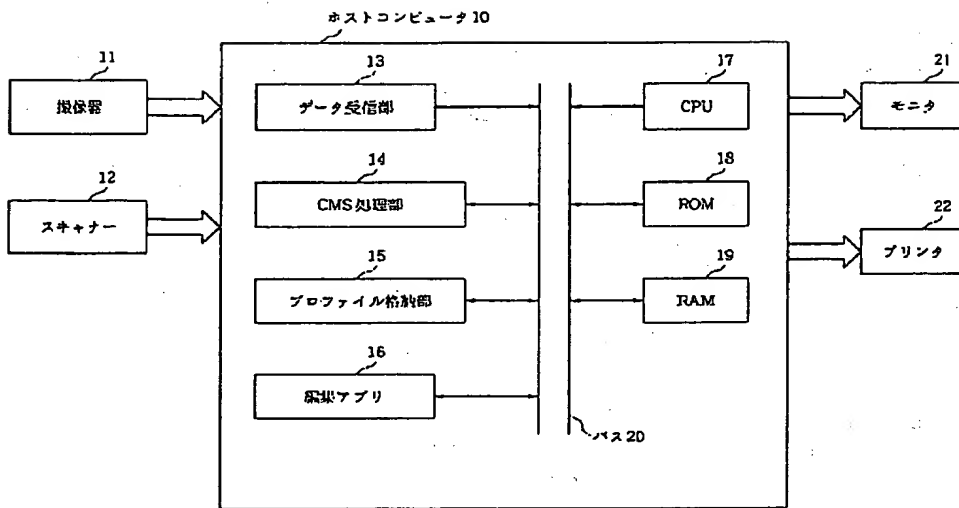 ホストコンピュータ10
11
撮像器
12
スキャナー
13
データ受信部
14
CMS処理部
15
プロファイル格納部
16
編集アプリ
17
CPU
18
ROM
19
RAM
バス20
21
モニタ
22
プリンタ